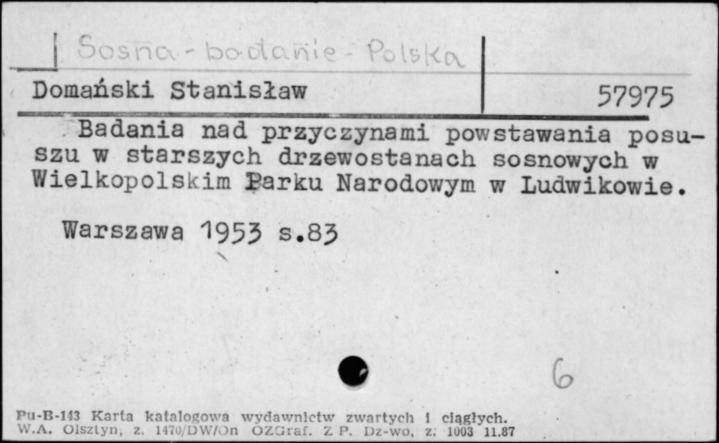 Sosna - badanie - Polska
Domański Stanisław 57975
Badania nad przyczynami powstawania posu-
szu w starszych drzewostanach sosnowych w
Wielkopolskim Parku Narodowym w Ludwikowie.
Warszawa 1953 s.83
6
Pu-B-143 Karta katalogowa wydawnictw zwartych i ciągłych.
W.A. Olsztyn, z. 1470/DW/On OZGraf. Z P. Dz-wo, z. 1003 11.87